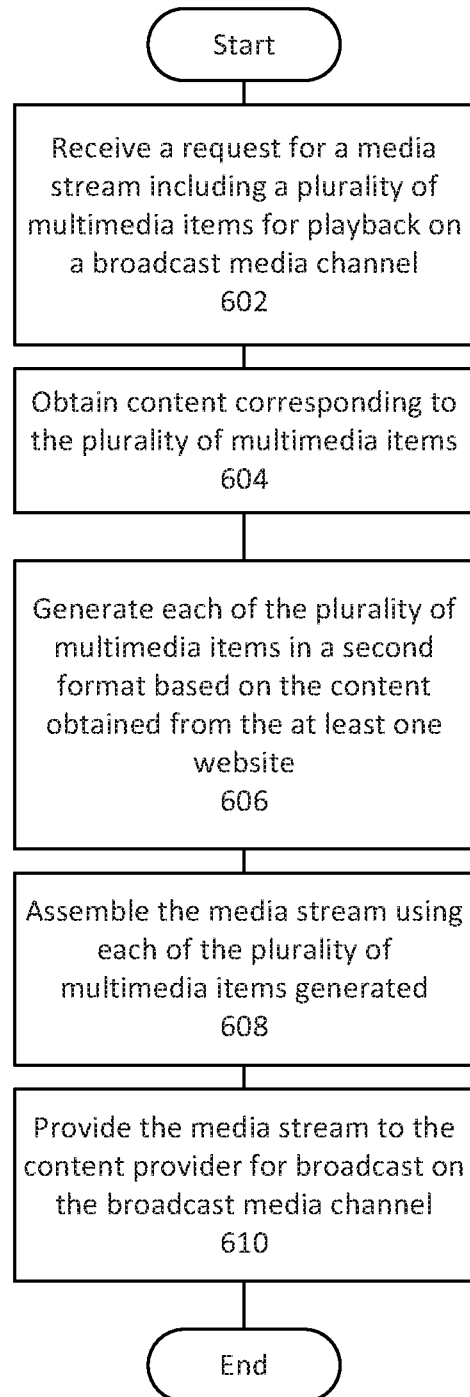 Start
Receive a request for a media
stream including a plurality of
multimedia items for playback on
a broadcast media channel
602
Obtain content corresponding to
the plurality of multimedia items
604
Generate each of the plurality of
multimedia items in a second
format based on the content
obtained from the at least one
website
606
Assemble the media stream using
each of the plurality of
multimedia items generated
608
Provide the media stream to the
content provider for broadcast on
the broadcast media channel
610
End